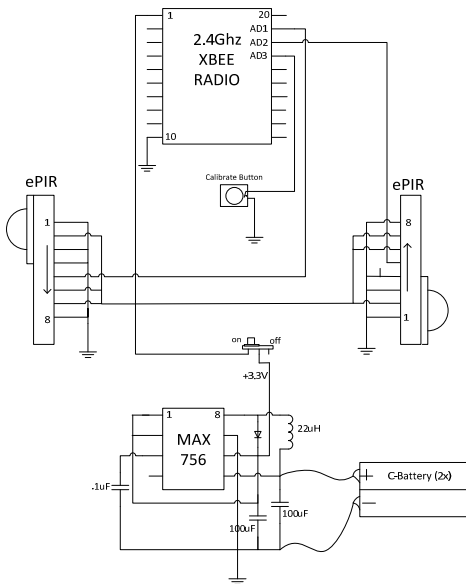 1 20
2.4Ghz AD1
XBEE AD2
RADIO AD3
10
Calibrate Button
ePIR
ePIR
1
8
8
1
on off
+3.3V
1 8
MAX
756
22uH
.1uF
100uF
100uF
+ C-Battery (2x)
−